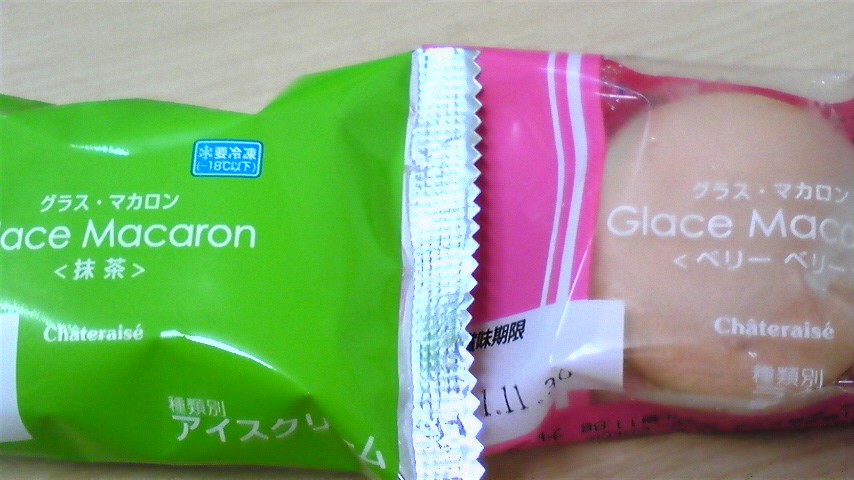 要冷凍
(-18℃以下)
グラス・マカロン
lace Macaron
<抹茶>
Châteraisé
種類別
アイスクリーム
グラス・マカロン
Glace Maca
<ベリー ベリー
Châteraisé
種類別
味期限
1.11